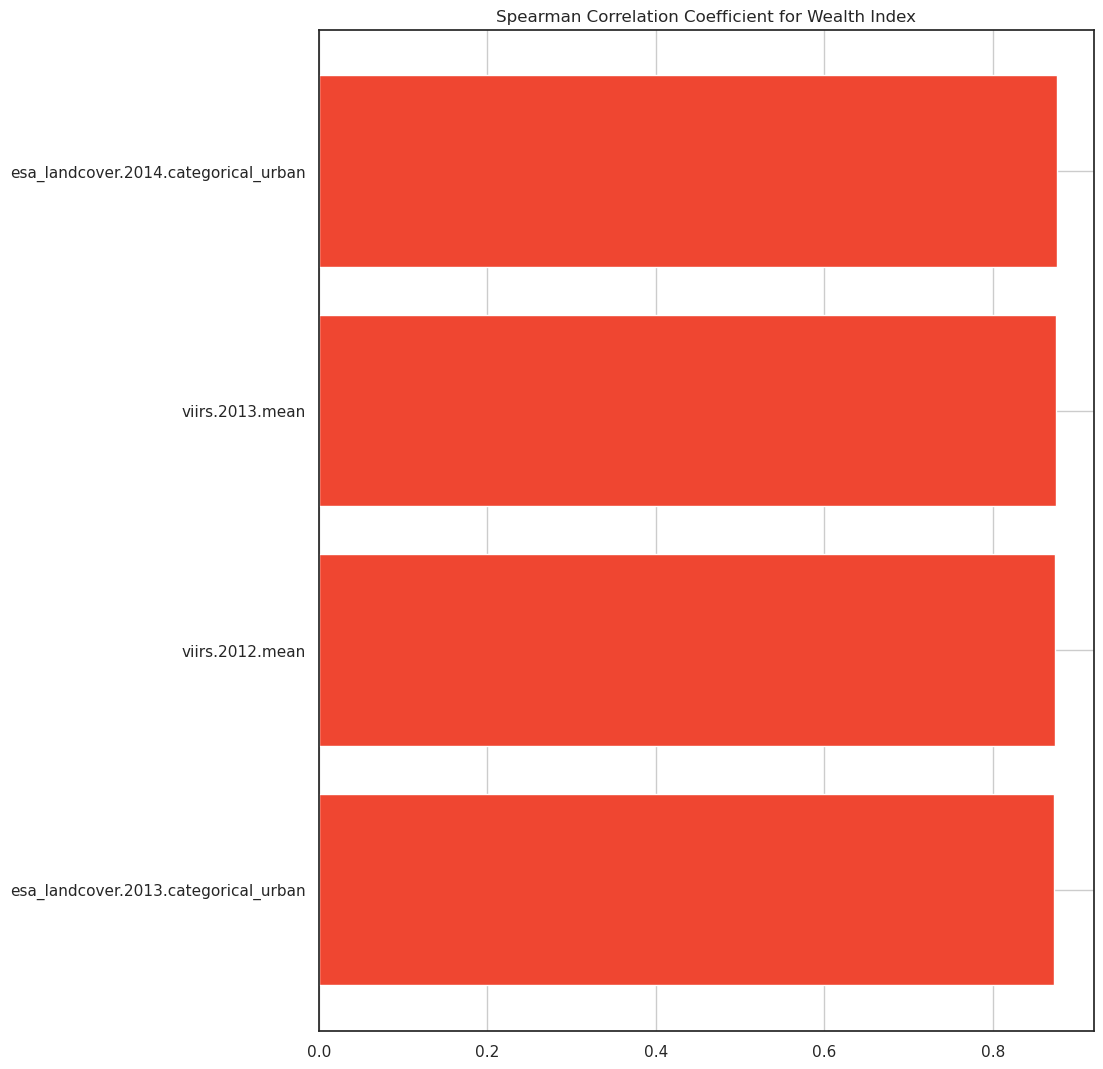 Spearman Correlation Coefficient for Wealth Index
esa_landcover.2014.categorical_urban
viirs.2013.mean
viirs.2012.mean
esa_landcover.2013.categorical_urban
0.0 0.2 0.4 0.6 0.8